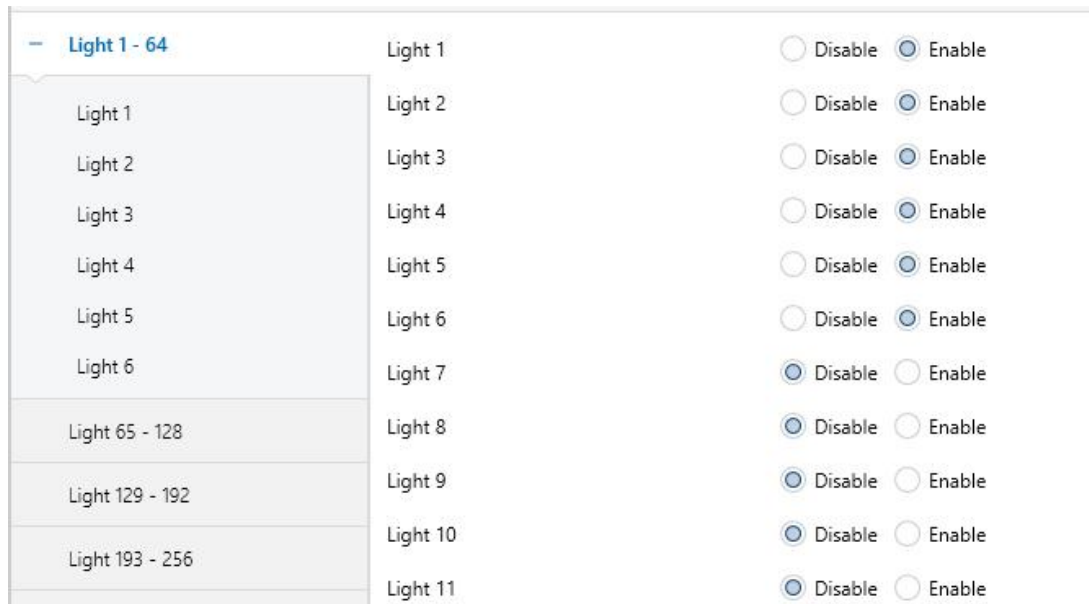 Light 1 - 64
Light 1
Light 2
Light 3
Light 4
Light 5
Light 6
Light 65 - 128
Light 129 - 192
Light 193 - 256
Light 1 Disable Enable
Light 2 Disable Enable
Light 3 Disable Enable
Light 4 Disable Enable
Light 5 Disable Enable
Light 6 Disable Enable
Light 7 Disable Enable
Light 8 Disable Enable
Light 9 Disable Enable
Light 10 Disable Enable
Light 11 Disable Enable